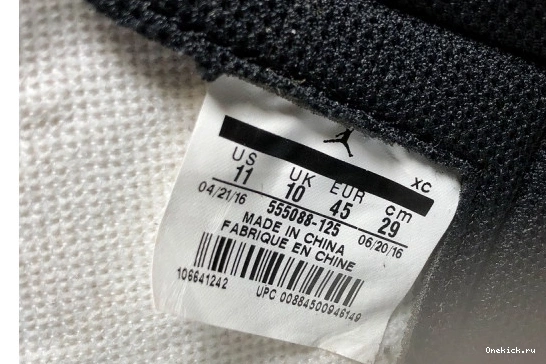 XC
US UK EUR cm
11 10 45 29
04/21/16 555088-125 06/20/16
MADE IN CHINA
FABRIQUE EN CHINE
106641242 UPC 00884500946149
Onekick.ru